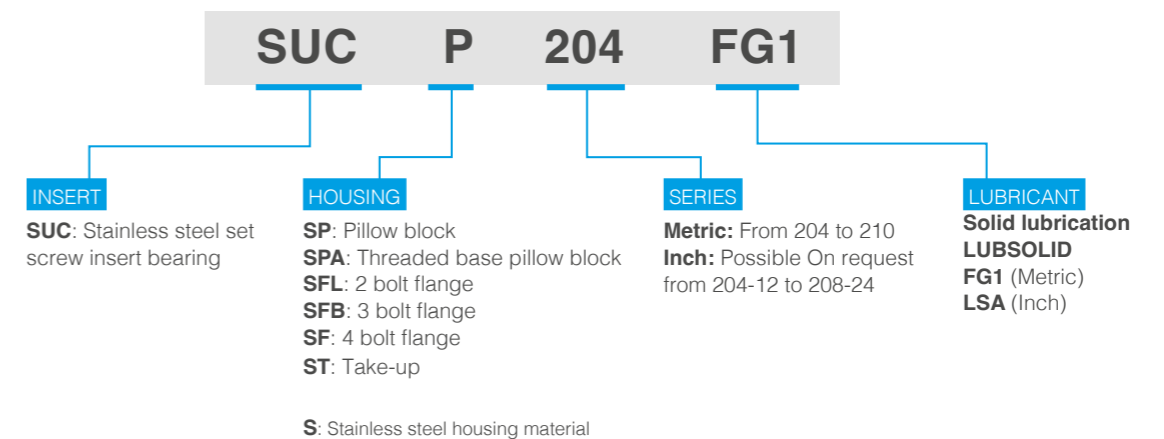 SUC P 204 FG1
INSERT
SUC: Stainless steel set
screw insert bearing
HOUSING
SP: Pillow block
SPA: Threaded base pillow block
SFL: 2 bolt flange
SFB: 3 bolt flange
SF: 4 bolt flange
ST: Take-up
S: Stainless steel housing material
SERIES
Metric: From 204 to 210
Inch: Possible On request
from 204-12 to 208-24
LUBRICANT
Solid lubrication
LUBSOLID
FG1 (Metric)
LSA (Inch)